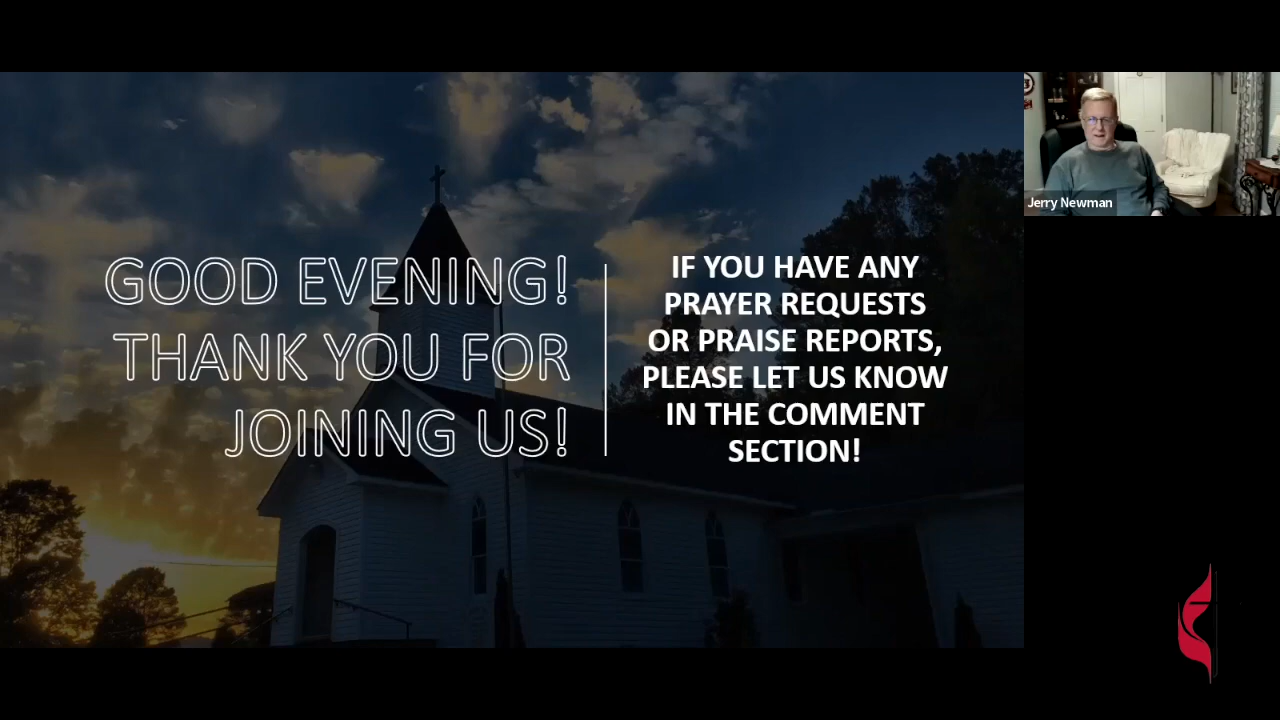 GOOD EVENING!
THANK YOU FOR
JOINING US!
IF YOU HAVE ANY
PRAYER REQUESTS
OR PRAISE REPORTS,
PLEASE LET US KNOW
IN THE COMMENT
SECTION!
Jerry Newman